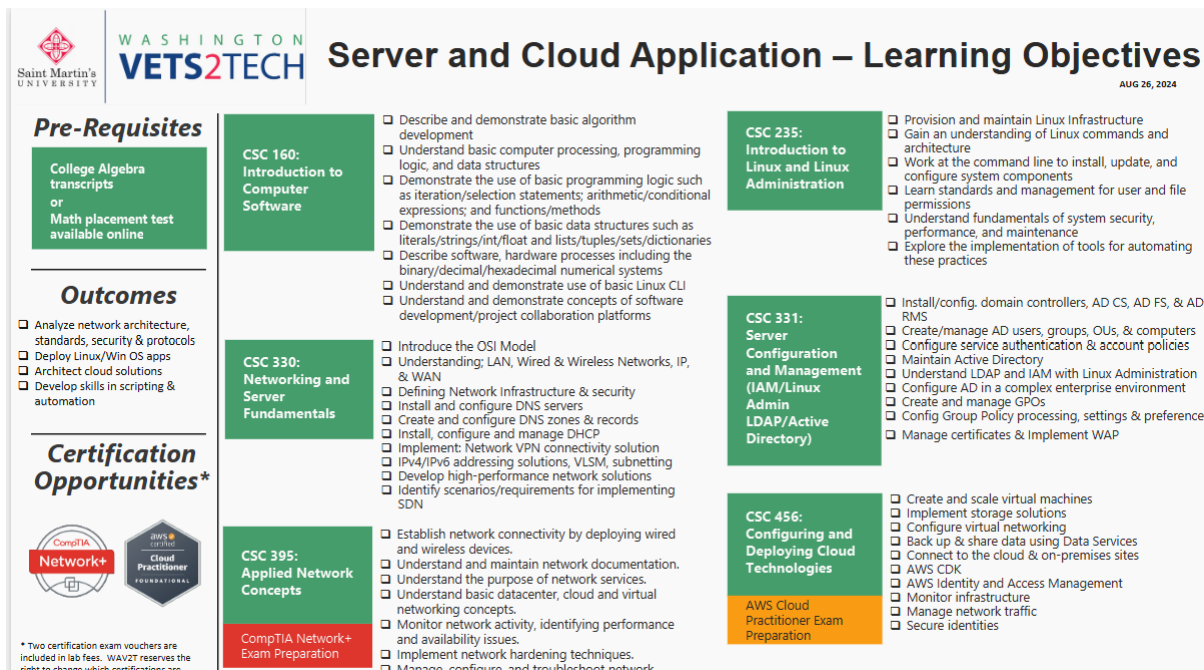 Saint Martin's
UNIVERSITY
WASHINGTON
VETS2TECH
Server and Cloud Application – Learning Objectives
AUG 26, 2024
Pre-Requisites
College Algebra
transcripts
or
Math placement test
available online
Outcomes
❑ Analyze network architecture,
standards, security & protocols
❑ Deploy Linux/Win OS apps
❑ Architect cloud solutions
❑ Develop skills in scripting &
automation
Certification
Opportunities*
CompTIA
Network+
aws
certified
Cloud
Practitioner
FOUNDATIONAL
* Two certification exam vouchers are
included in lab fees. WAV2T reserves the
right to change which certifications are
CSC 160:
Introduction to
Computer
Software
❑ Describe and demonstrate basic algorithm
development
❑ Understand basic computer processing, programming
logic, and data structures
❑ Demonstrate the use of basic programming logic such
as iteration/selection statements; arithmetic/conditional
expressions; and functions/methods
❑ Demonstrate the use of basic data structures such as
literals/strings/int/float and lists/tuples/sets/dictionaries
❑ Describe software, hardware processes including the
binary/decimal/hexadecimal numerical systems
❑ Understand and demonstrate use of basic Linux CLI
❑ Understand and demonstrate concepts of software
development/project collaboration platforms
CSC 330:
Networking and
Server
Fundamentals
❑ Introduce the OSI Model
❑ Understanding; LAN, Wired & Wireless Networks, IP,
& WAN
❑ Defining Network Infrastructure & security
❑ Install and configure DNS servers
❑ Create and configure DNS zones & records
❑ Install, configure and manage DHCP
❑ Implement: Network VPN connectivity solution
❑ IPv4/IPv6 addressing solutions, VLSM, subnetting
❑ Develop high-performance network solutions
❑ Identify scenarios/requirements for implementing
SDN
CSC 395:
Applied Network
Concepts
CompTIA Network+
Exam Preparation
❑ Establish network connectivity by deploying wired
and wireless devices.
❑ Understand and maintain network documentation.
❑ Understand the purpose of network services.
❑ Understand basic datacenter, cloud and virtual
networking concepts.
❑ Monitor network activity, identifying performance
and availability issues.
❑ Implement network hardening techniques.
❑ Manage, configure, and troubleshoot network
CSC 235:
Introduction to
Linux and Linux
Administration
❑ Provision and maintain Linux Infrastructure
❑ Gain an understanding of Linux commands and
architecture
❑ Work at the command line to install, update, and
configure system components
❑ Learn standards and management for user and file
permissions
❑ Understand fundamentals of system security,
performance, and maintenance
❑ Explore the implementation of tools for automating
these practices
CSC 331:
Server
Configuration
and Management
(IAM/Linux
Admin
LDAP/Active
Directory)
❑ Install/config. domain controllers, AD CS, AD FS, & AD
RMS
❑ Create/manage AD users, groups, OUs, & computers
❑ Configure service authentication & account policies
❑ Maintain Active Directory
❑ Understand LDAP and IAM with Linux Administration
❑ Configure AD in a complex enterprise environment
❑ Create and manage GPOs
❑ Config Group Policy processing, settings & preference
❑ Manage certificates & Implement WAP
CSC 456:
Configuring and
Deploying Cloud
Technologies
AWS Cloud
Practitioner Exam
Preparation
❑ Create and scale virtual machines
❑ Implement storage solutions
❑ Configure virtual networking
❑ Back up & share data using Data Services
❑ Connect to the cloud & on-premises sites
❑ AWS CDK
❑ AWS Identity and Access Management
❑ Monitor infrastructure
❑ Manage network traffic
❑ Secure identities